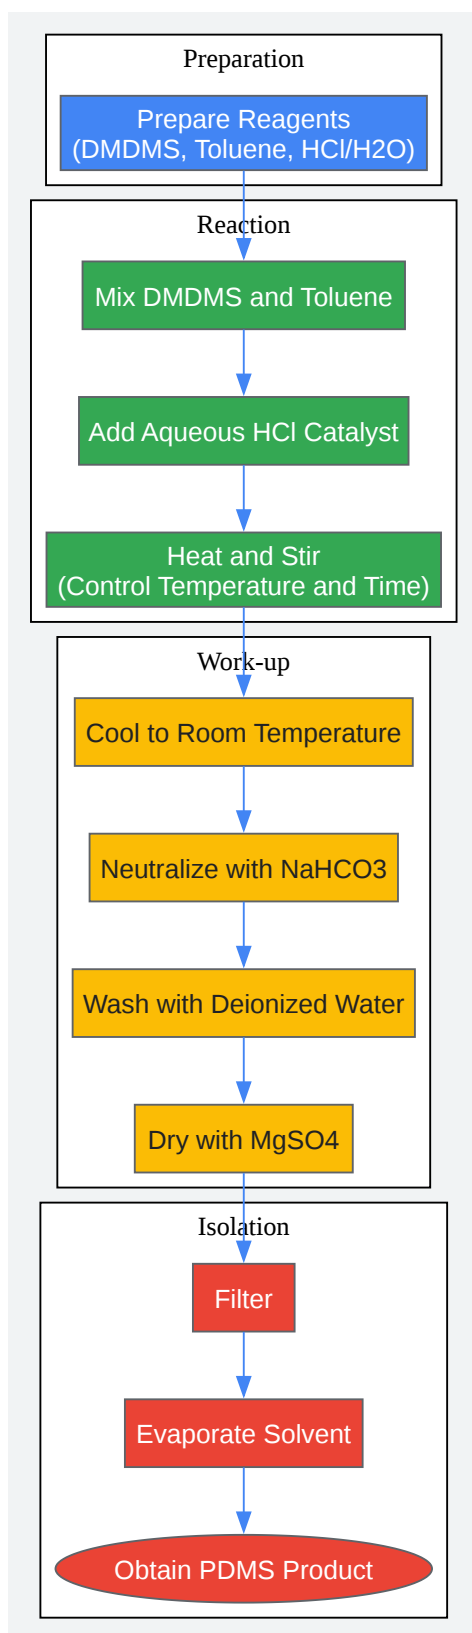 Preparation
Prepare Reagents
(DMDMS, Toluene, HCl/H2O)
Reaction
Mix DMDMS and Toluene
Add Aqueous HCl Catalyst
Heat and Stir
(Control Temperature and Time)
Work-up
Cool to Room Temperature
Neutralize with NaHCO3
Wash with Deionized Water
Dry with MgSO4
Isolation
Filter
Evaporate Solvent
Obtain PDMS Product